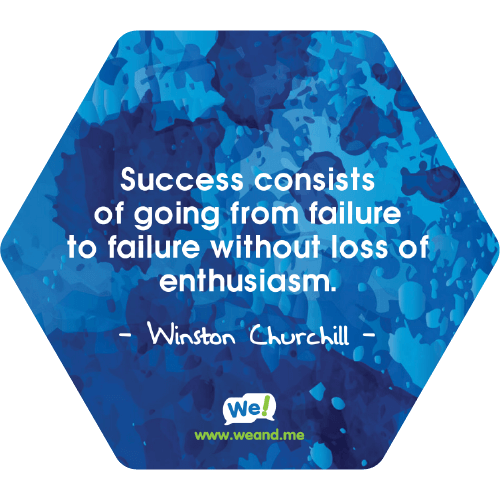 Success consists
of going from failure
to failure without loss of
enthusiasm.
- Winston Churchill -
We!
www.weand.me